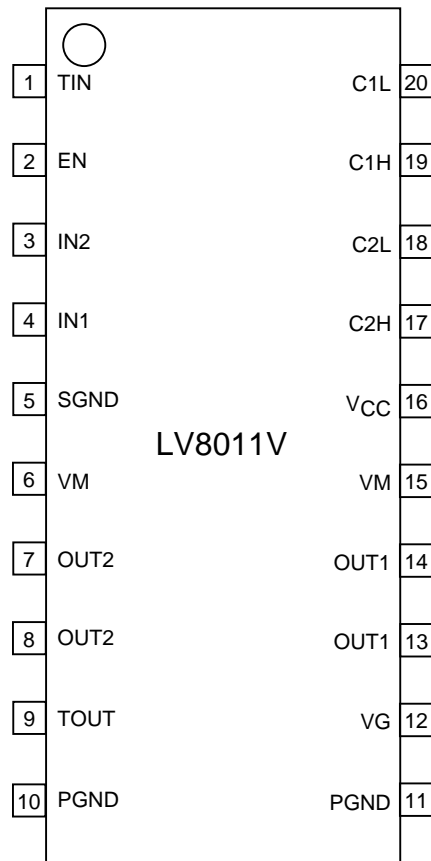 1 TIN C1L 20
2 EN C1H 19
3 IN2 C2L 18
4 IN1 C2H 17
5 SGND VCC 16
LV8011V
6 VM VM 15
7 OUT2 OUT1 14
8 OUT2 OUT1 13
9 TOUT VG 12
10 PGND PGND 11